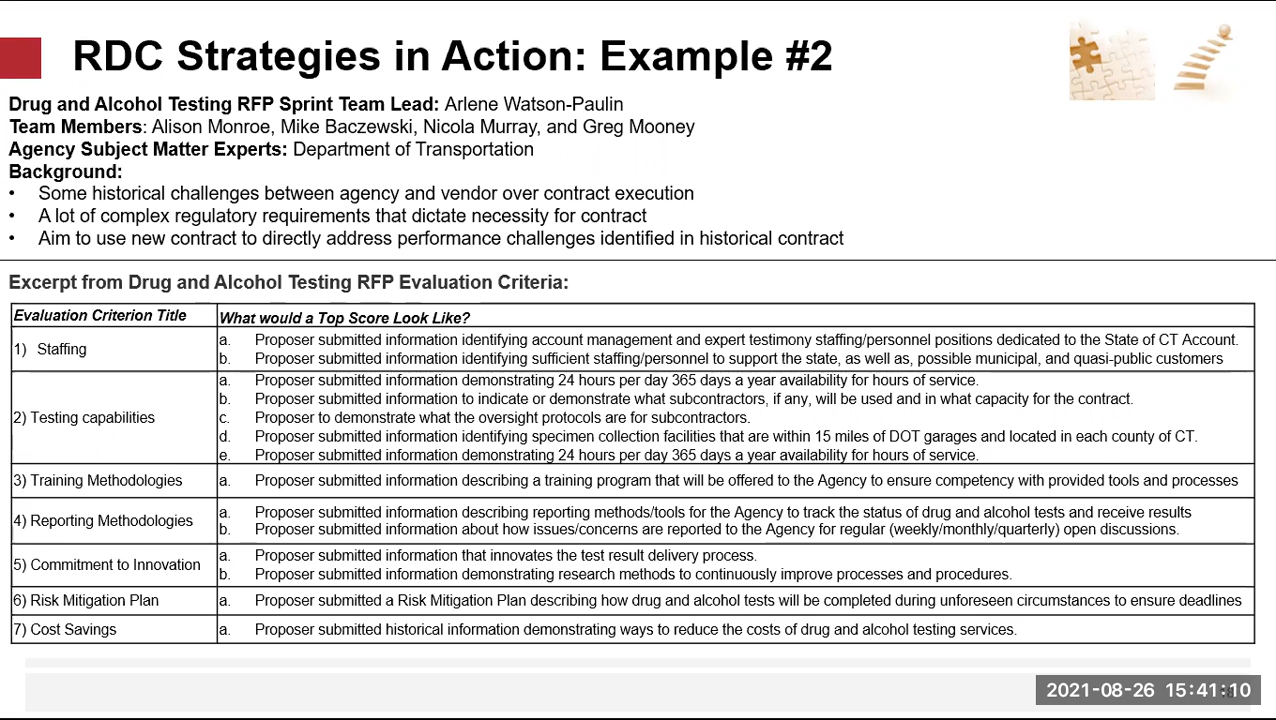 RDC Strategies in Action: Example #2
Drug and Alcohol Testing RFP Sprint Team Lead: Arlene Watson-Paulin
Team Members: Alison Monroe, Mike Baczewski, Nicola Murray, and Greg Mooney
Agency Subject Matter Experts: Department of Transportation
Background:
• Some historical challenges between agency and vendor over contract execution
• A lot of complex regulatory requirements that dictate necessity for contract
• Aim to use new contract to directly address performance challenges identified in historical contract
Excerpt from Drug and Alcohol Testing RFP Evaluation Criteria:
Evaluation Criterion Title What would a Top Score Look Like?
1) Staffing
a. Proposer submitted information identifying account management and expert testimony staffing/personnel positions dedicated to the State of CT Account.
b. Proposer submitted information identifying sufficient staffing/personnel to support the state, as well as, possible municipal, and quasi-public customers
2) Testing capabilities
a. Proposer submitted information demonstrating 24 hours per day 365 days a year availability for hours of service.
b. Proposer submitted information to indicate or demonstrate what subcontractors, if any, will be used and in what capacity for the contract.
c. Proposer to demonstrate what the oversight protocols are for subcontractors.
d. Proposer submitted information identifying specimen collection facilities that are within 15 miles of DOT garages and located in each county of CT.
e. Proposer submitted information demonstrating 24 hours per day 365 days a year availability for hours of service.
3) Training Methodologies
a. Proposer submitted information describing a training program that will be offered to the Agency to ensure competency with provided tools and processes
4) Reporting Methodologies
a. Proposer submitted information describing reporting methods/tools for the Agency to track the status of drug and alcohol tests and receive results
b. Proposer submitted information about how issues/concerns are reported to the Agency for regular (weekly/monthly/quarterly) open discussions.
5) Commitment to Innovation
a. Proposer submitted information that innovates the test result delivery process.
b. Proposer submitted information demonstrating research methods to continuously improve processes and procedures.
6) Risk Mitigation Plan
a. Proposer submitted a Risk Mitigation Plan describing how drug and alcohol tests will be completed during unforeseen circumstances to ensure deadlines
7) Cost Savings
a. Proposer submitted historical information demonstrating ways to reduce the costs of drug and alcohol testing services.
2021-08-26 15:41:10